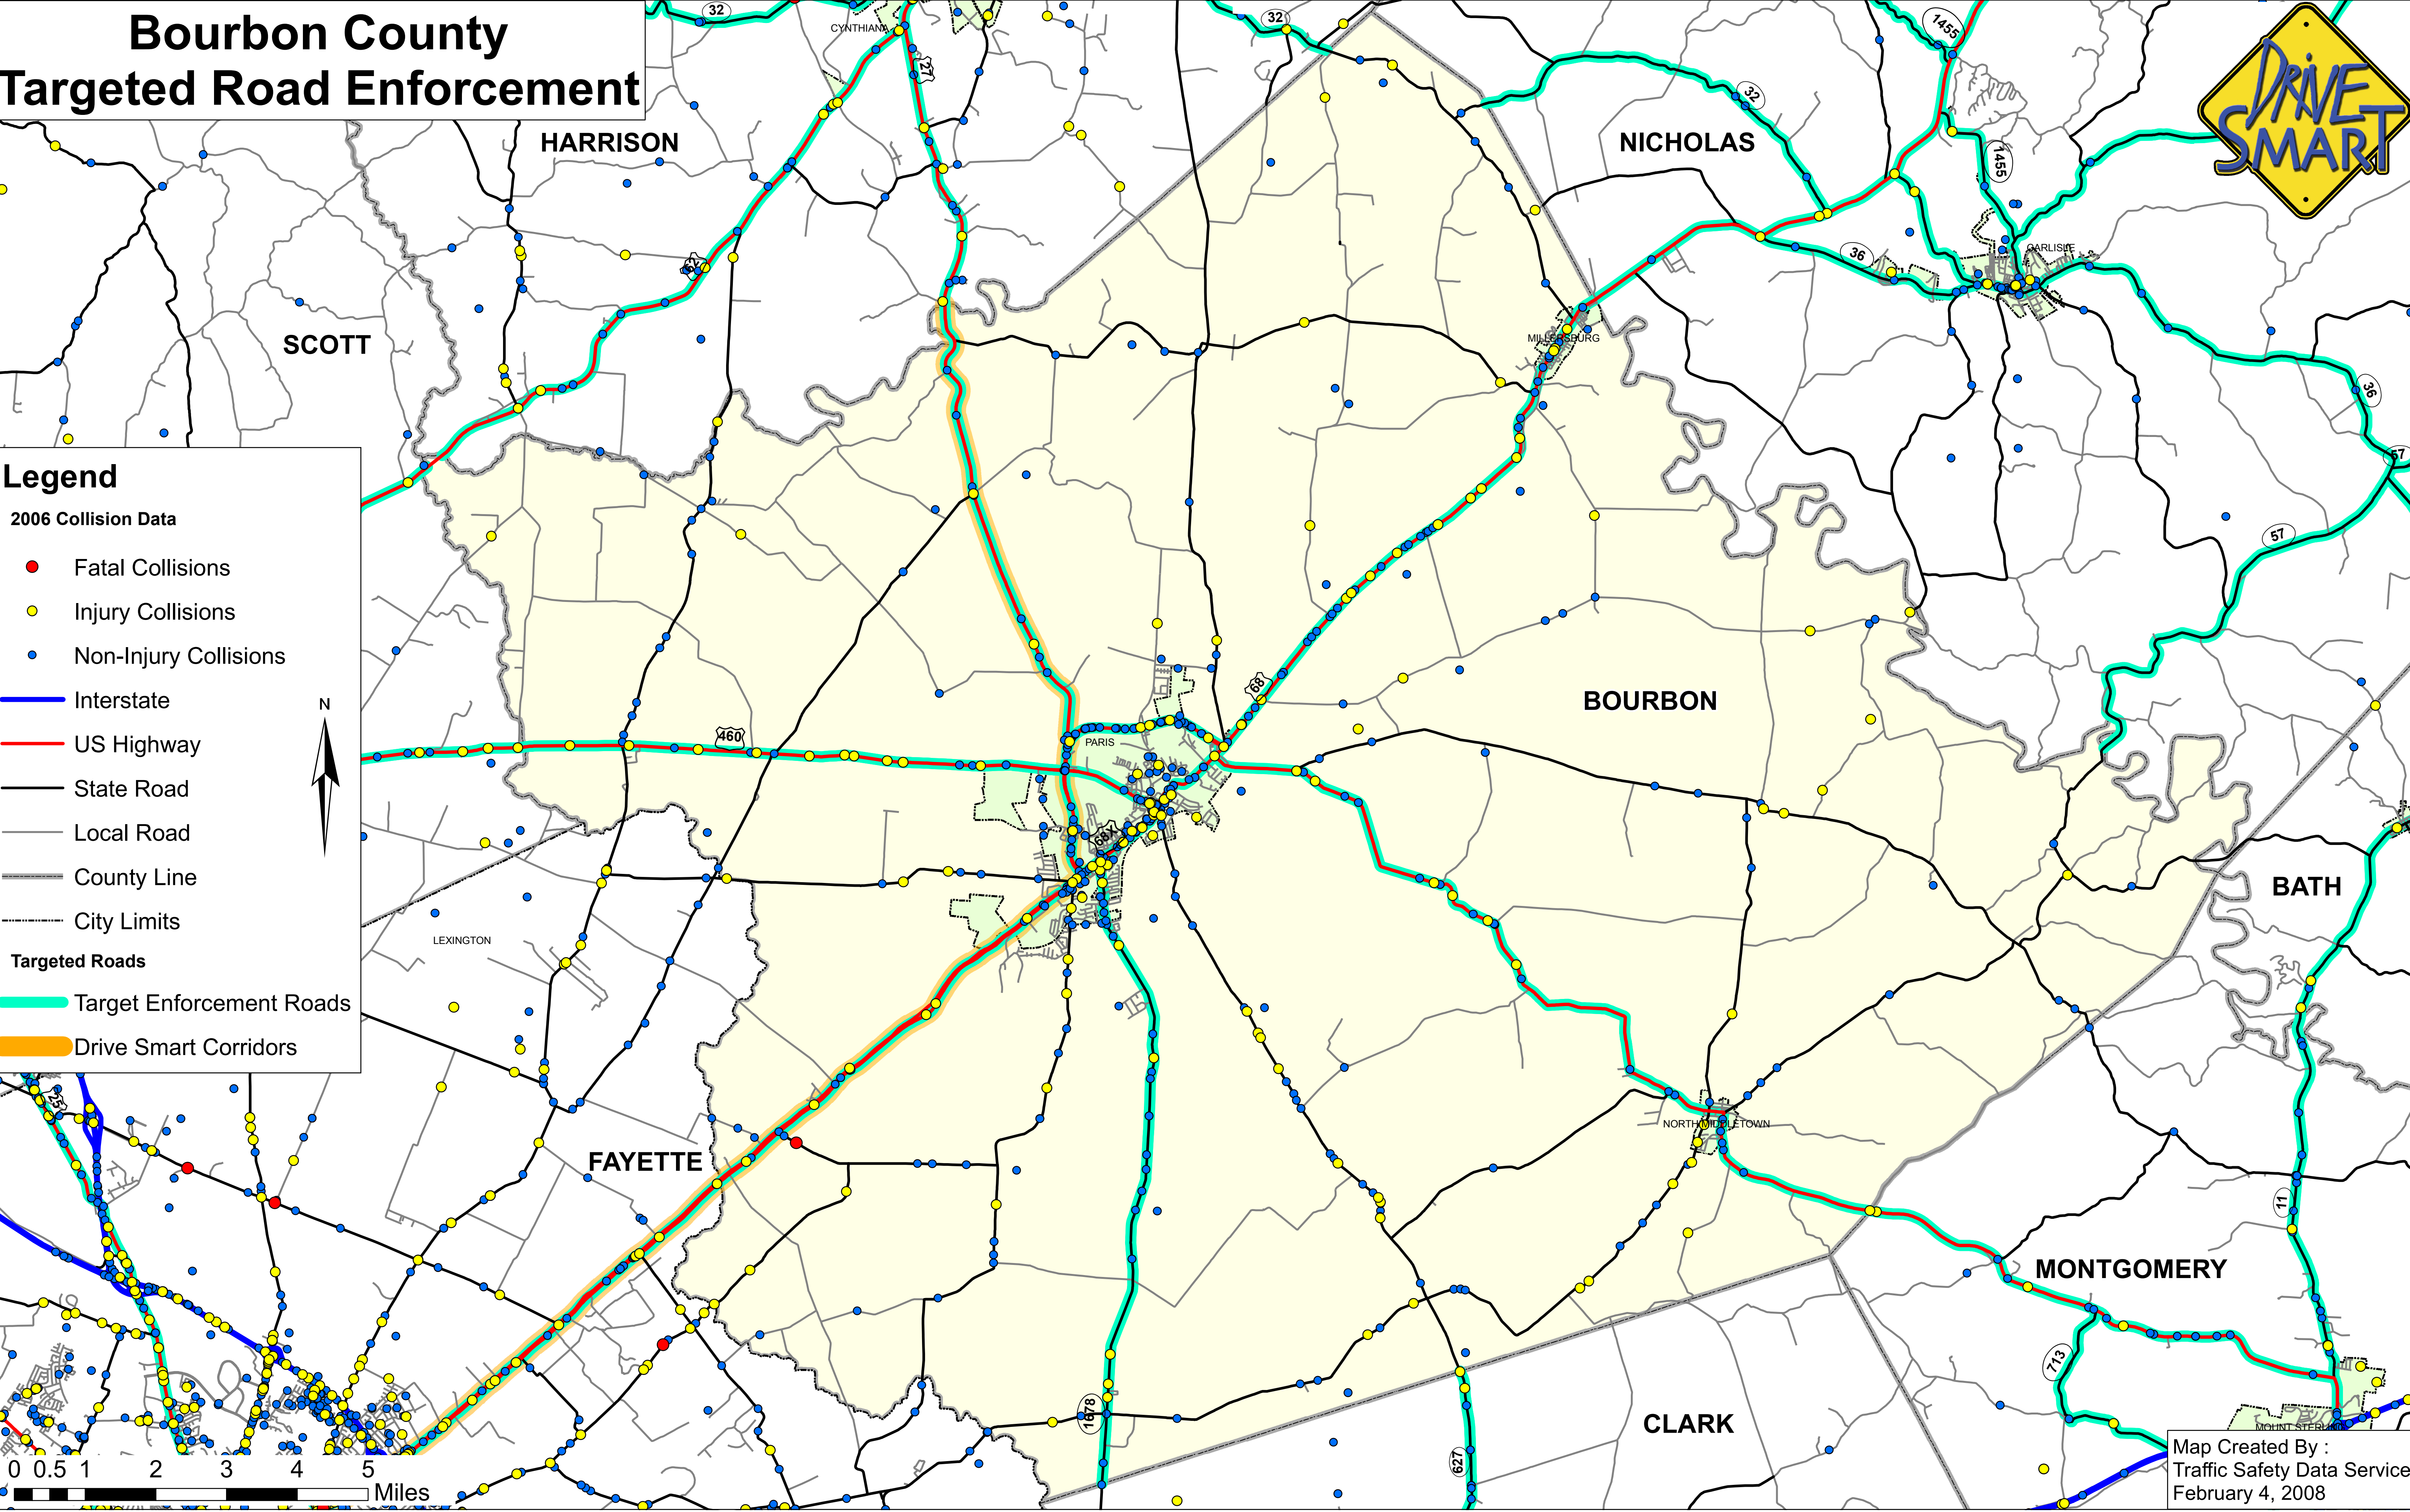 Bourbon County
Targeted Road Enforcement
DRIVE
SMART
32
32
1455
CYNTHIANA
27
HARRISON
NICHOLAS
32
1455
62
36
CARLISLE
SCOTT
MILLERSBURG
36
57
57
Legend
2006 Collision Data
Fatal Collisions
Injury Collisions
Non-Injury Collisions
Interstate
US Highway
State Road
Local Road
County Line
City Limits
Targeted Roads
Target Enforcement Roads
Drive Smart Corridors
N
68
BOURBON
460
PARIS
68X
BATH
LEXINGTON
25
NORTH MIDDLETOWN
FAYETTE
11
MONTGOMERY
713
1678
CLARK
627
MOUNT STERLING
0 0.5 1 2 3 4 5
Miles
Map Created By :
Traffic Safety Data Service
February 4, 2008